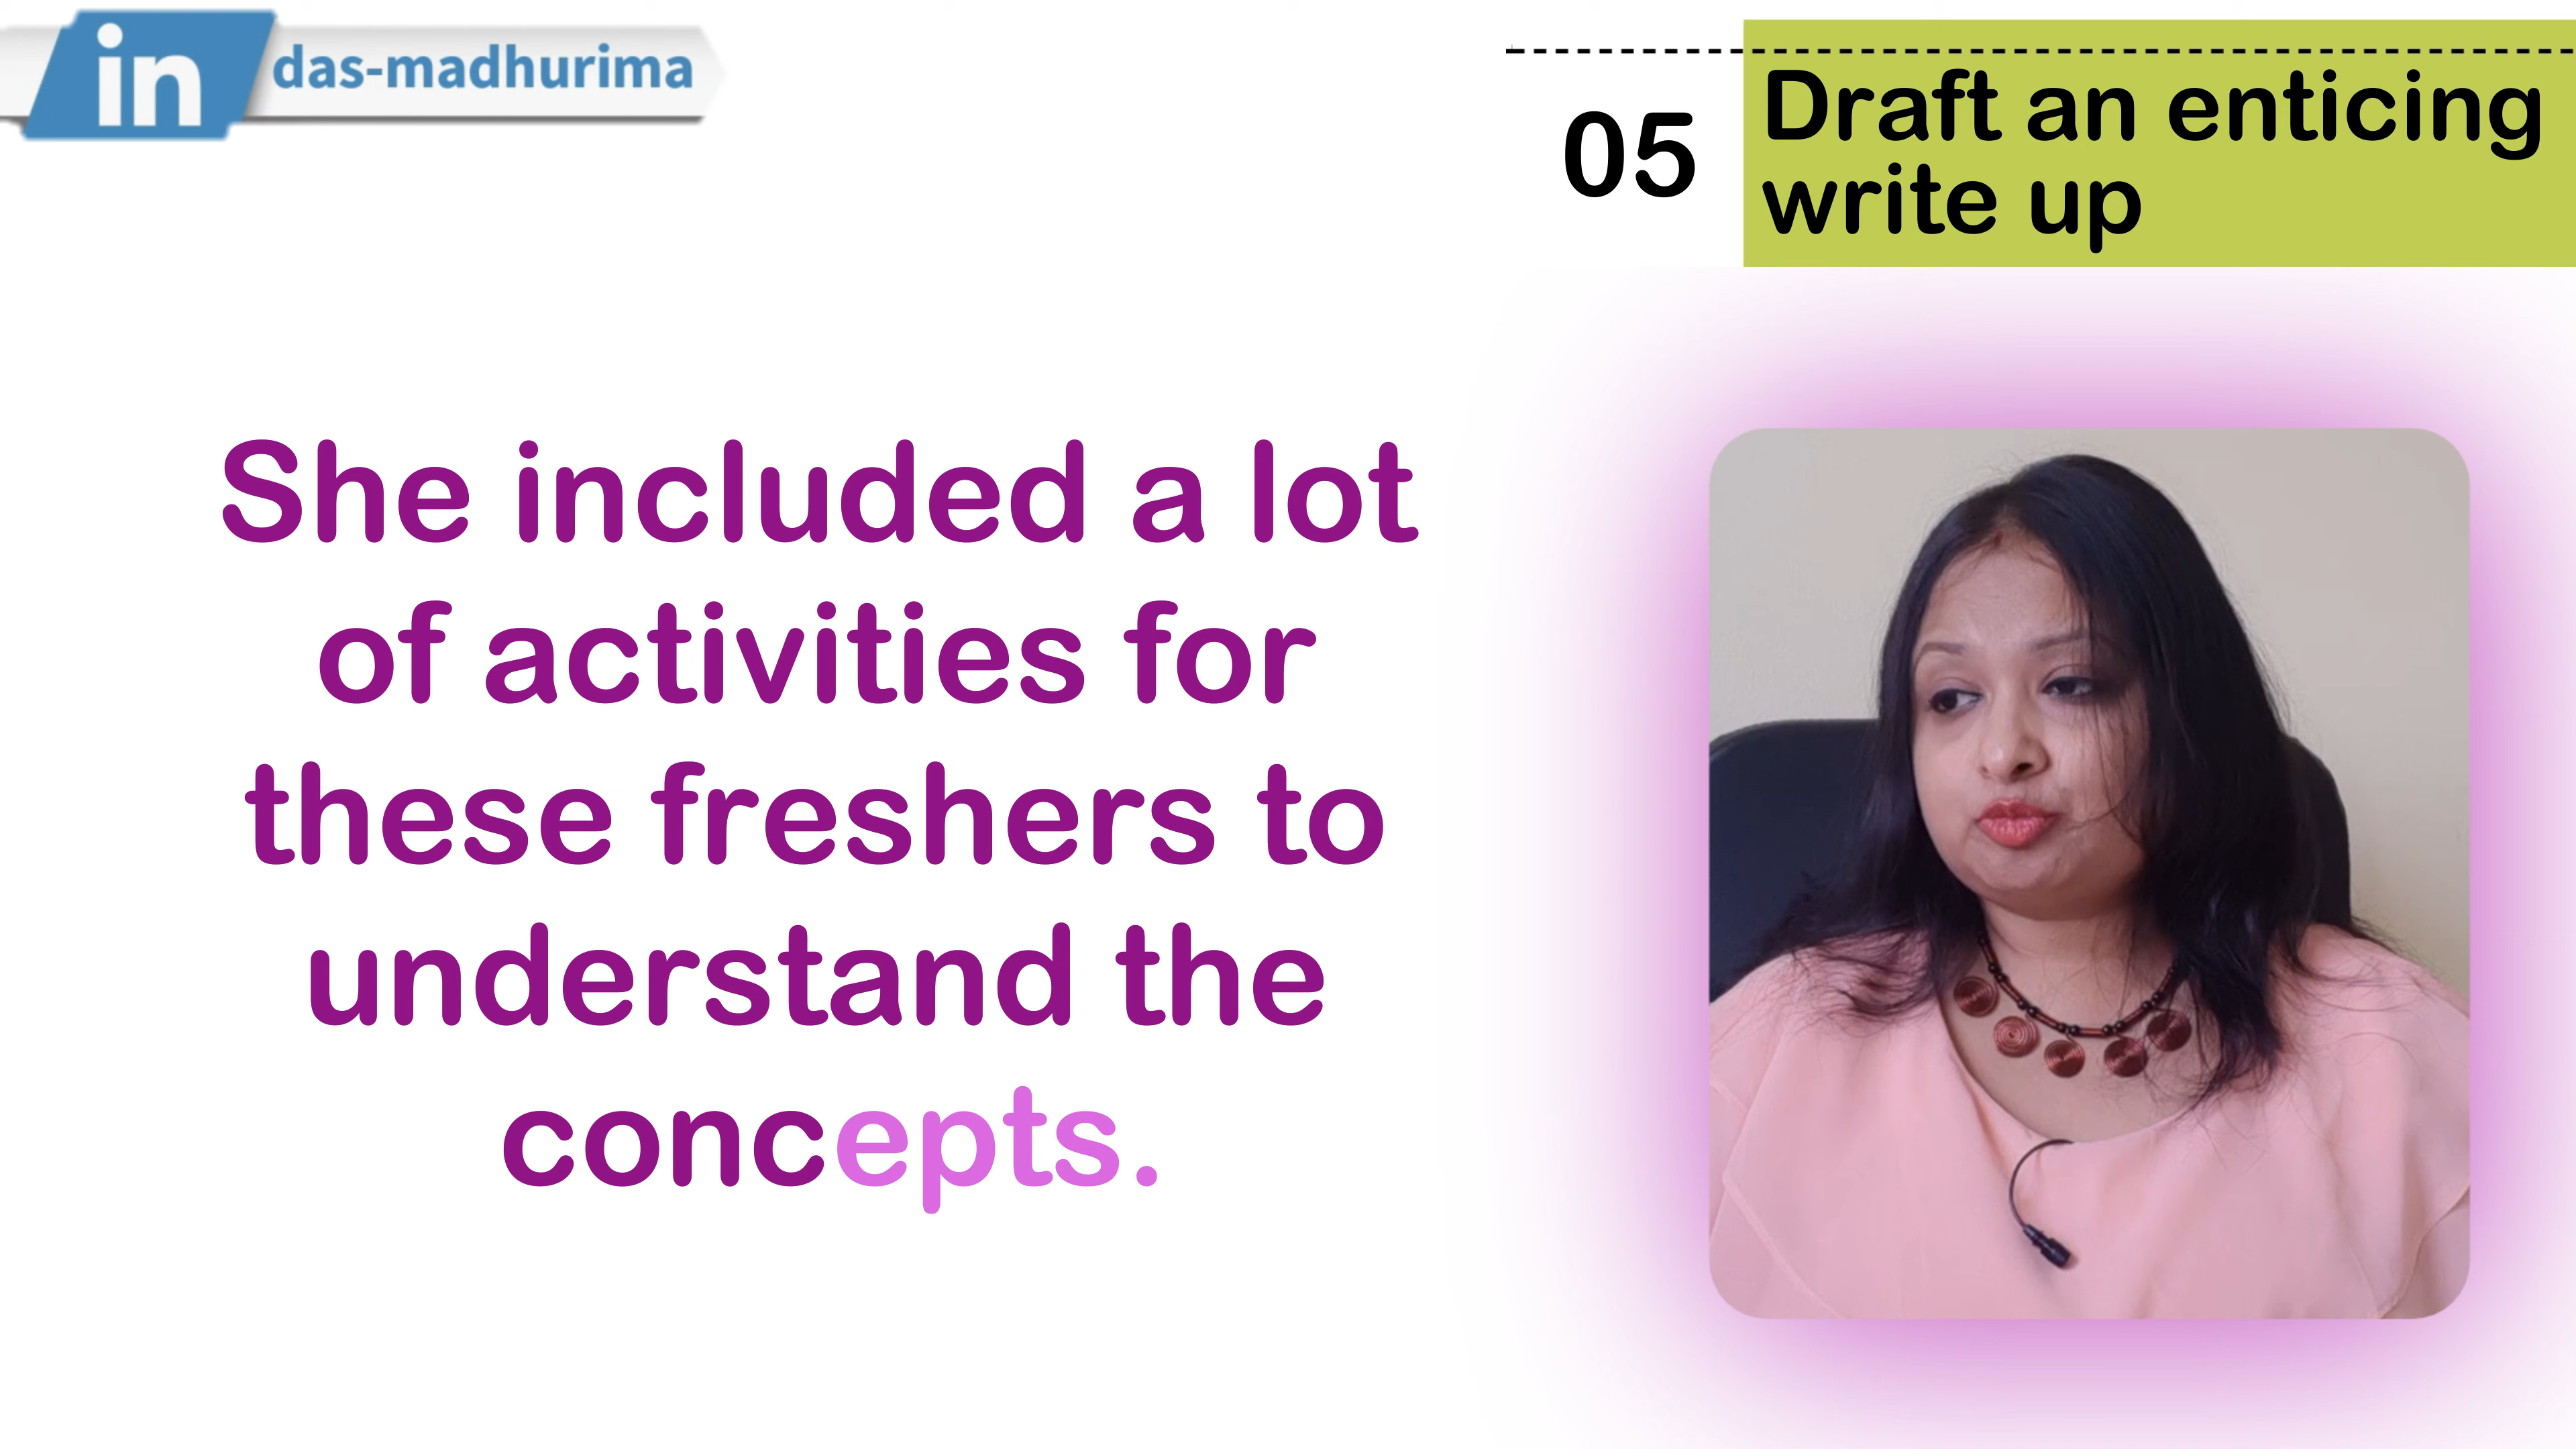 in das-madhurima
05
Draft an enticing
write up
She included a lot
of activities for
these freshers to
understand the
concepts.